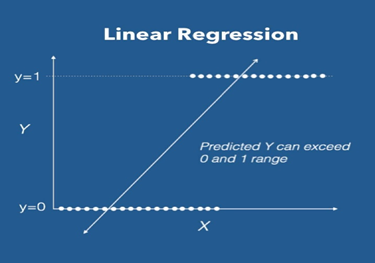 Linear Regression
y=1
Y
Predicted Y can exceed
0 and 1 range
y=0
X